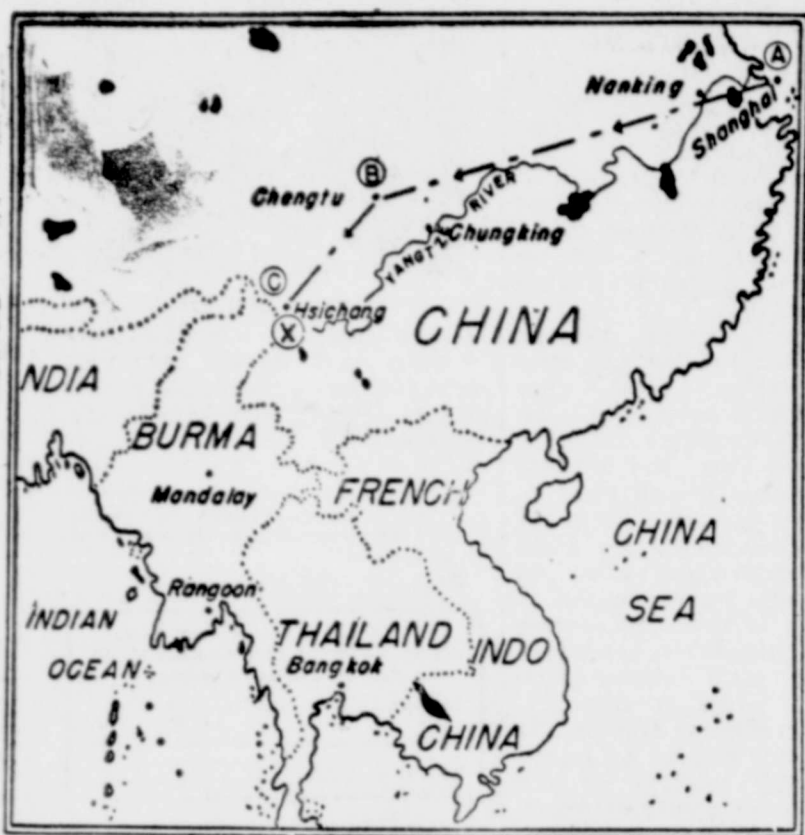 A
Nanking
Shanghai
B
Chengtu
YANGTZ RIVER
Chungking
C
Hsichang
X
CHINA
NDIA
BURMA
Mandalay
FRENCH
CHINA
SEA
Rangoon
INDIAN
OCEAN
THAILAND
Bangkok
INDO
CHINA